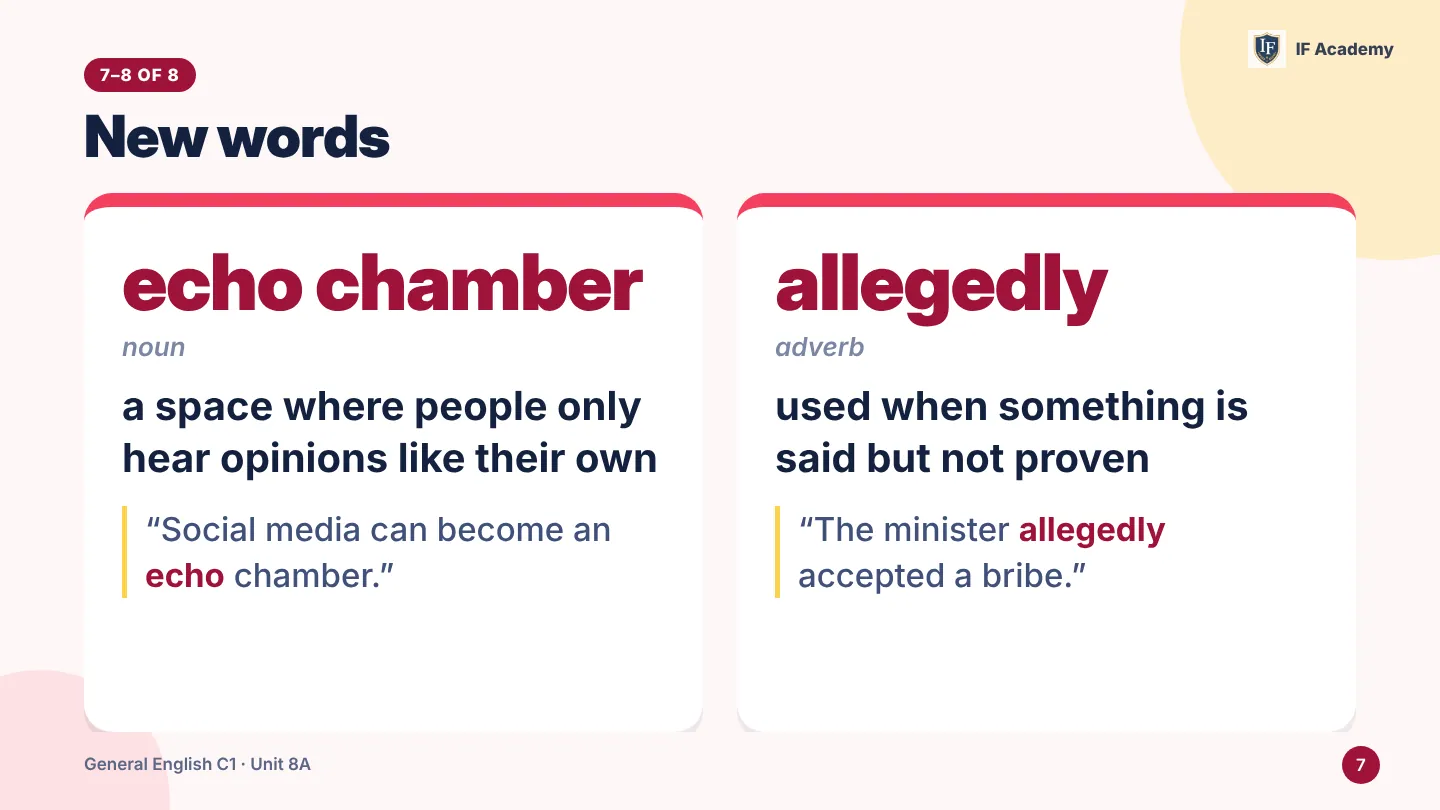 IF
IF Academy
7–8 OF 8
New words
echo chamber
noun
a space where people only
hear opinions like their own
“Social media can become an
echo chamber.”
allegedly
adverb
used when something is
said but not proven
“The minister allegedly
accepted a bribe.”
General English C1 · Unit 8A
7